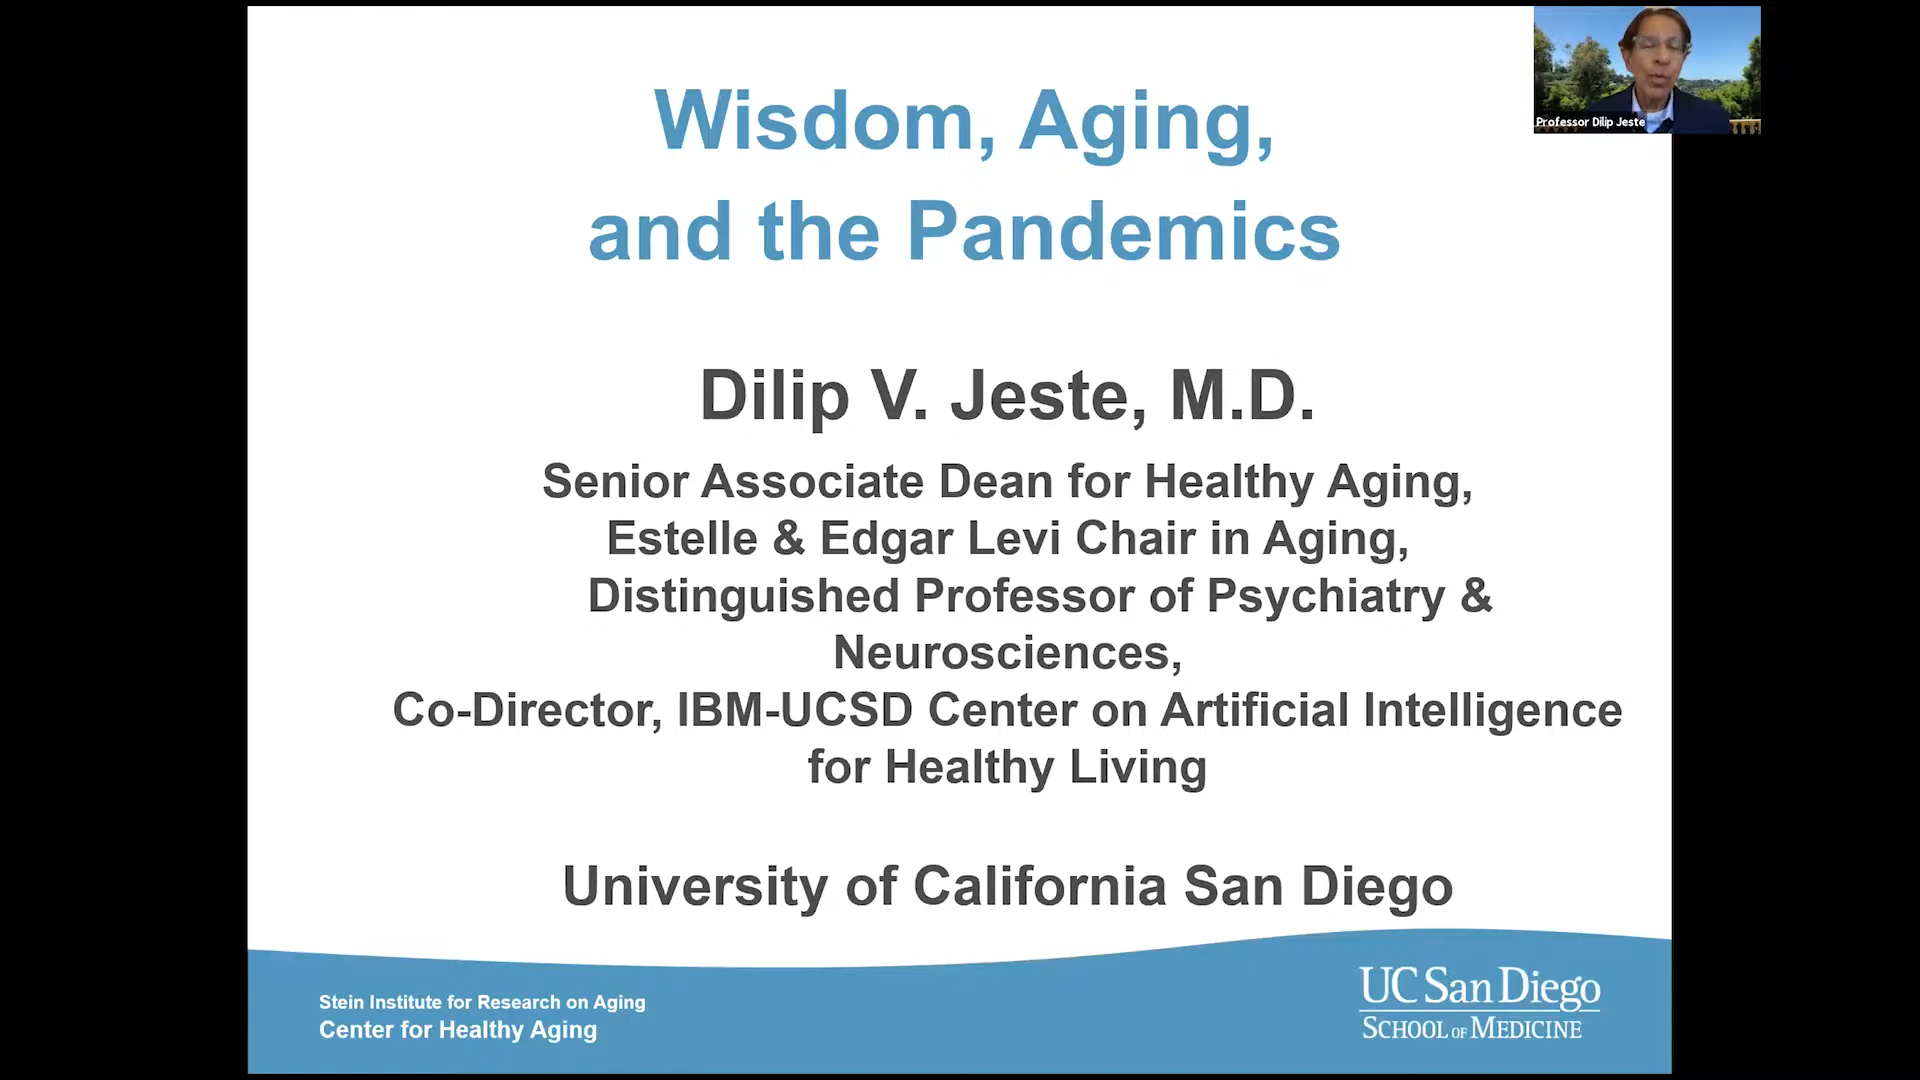 Wisdom, Aging,
and the Pandemics
Professor Dilip Jeste
Dilip V. Jeste, M.D.
Senior Associate Dean for Healthy Aging,
Estelle & Edgar Levi Chair in Aging,
Distinguished Professor of Psychiatry &
Neurosciences,
Co-Director, IBM-UCSD Center on Artificial Intelligence
for Healthy Living
University of California San Diego
Stein Institute for Research on Aging
Center for Healthy Aging
UC San Diego
SCHOOL OF MEDICINE